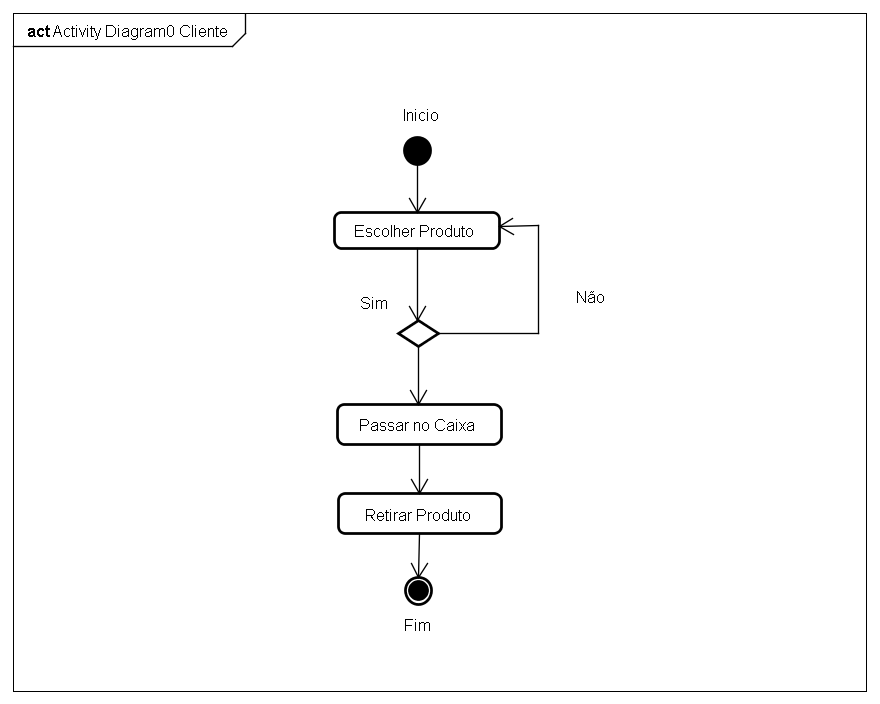 act Activity Diagram0 Cliente
Inicio
Escolher Produto
Sim
Não
Passar no Caixa
Retirar Produto
Fim